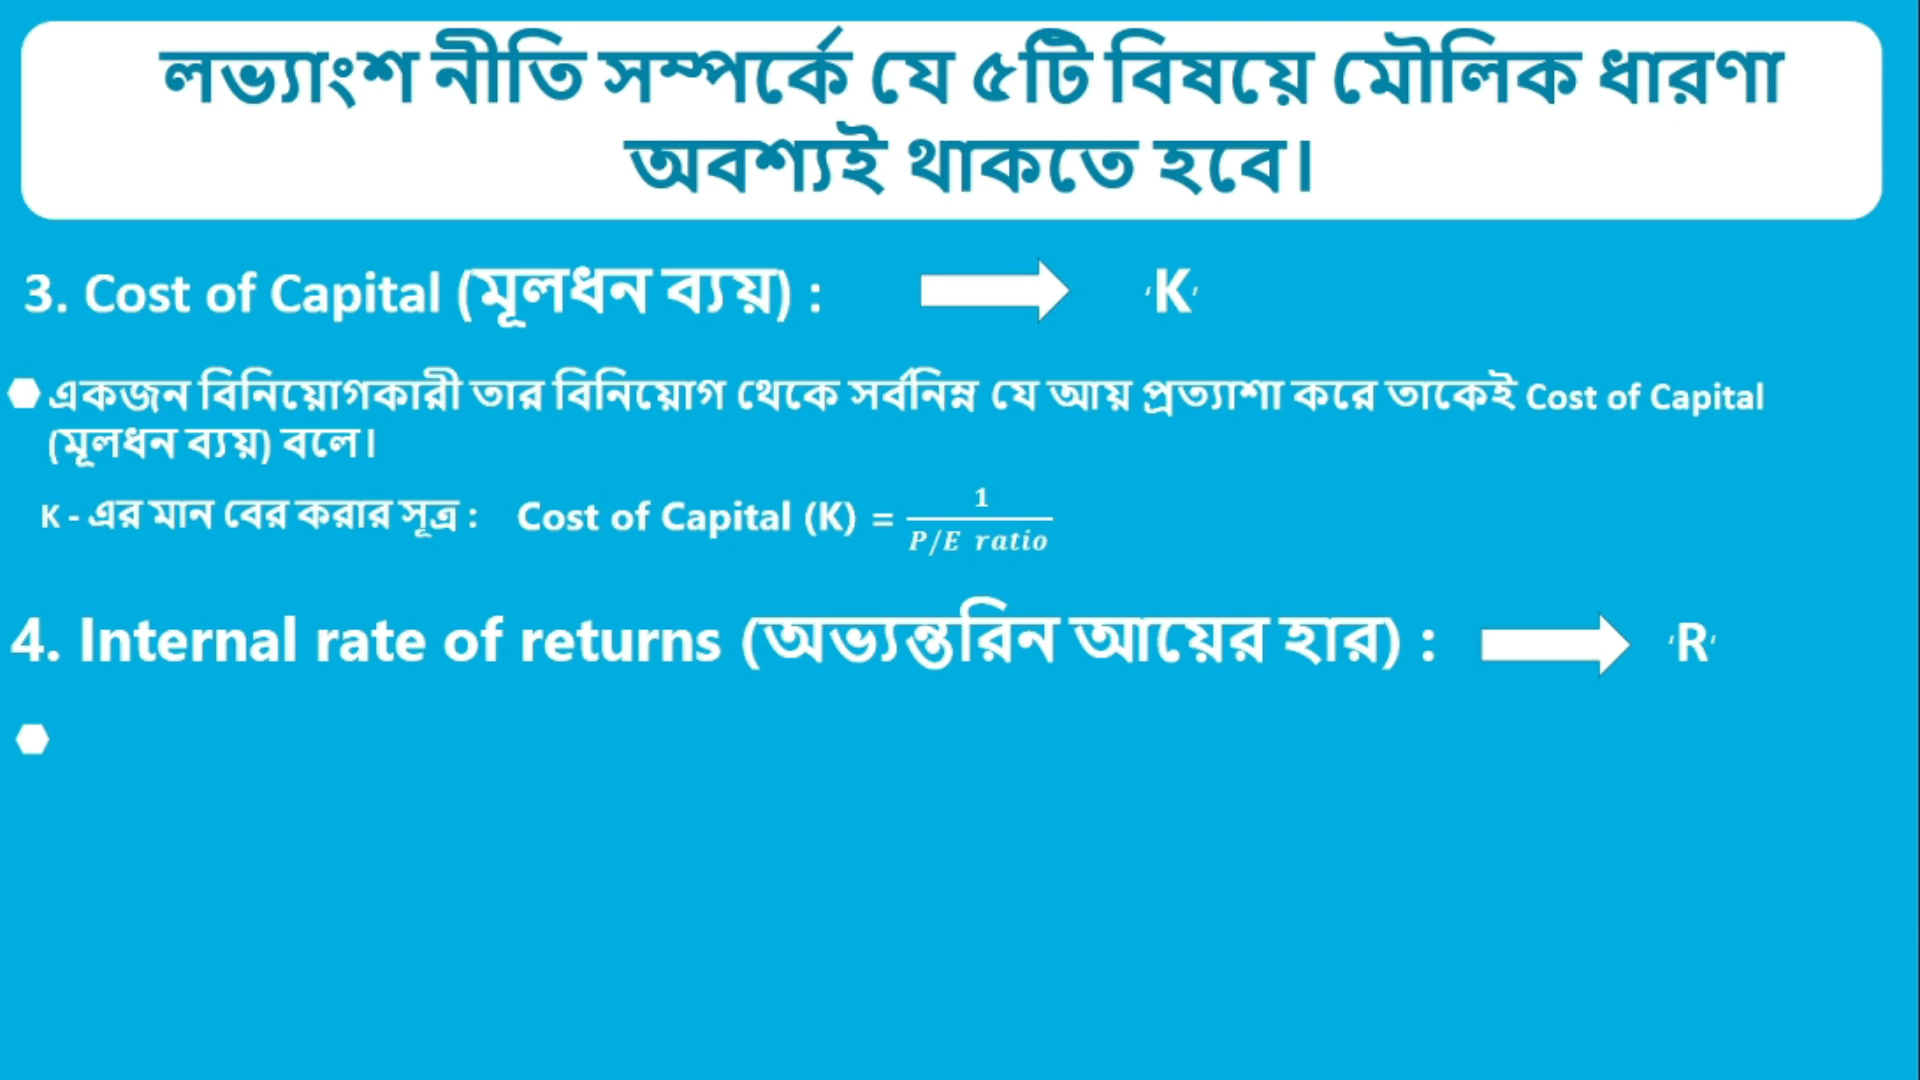 লভ্যাংশ নীতি সম্পর্কে যে ৫টি বিষয়ে মৌলিক ধারণা
অবশ্যই থাকতে হবে।
3. Cost of Capital (মূলধন ব্যয়) : 'K'
একজন বিনিয়োগকারী তার বিনিয়োগ থেকে সর্বনিম্ন যে আয় প্রত্যাশা করে তাকেই Cost of Capital
(মূলধন ব্যয়) বলে।
K - এর মান বের করার সূত্র : Cost of Capital (K) = 1 / P/E ratio
4. Internal rate of returns (অভ্যন্তরিন আয়ের হার) : 'R'